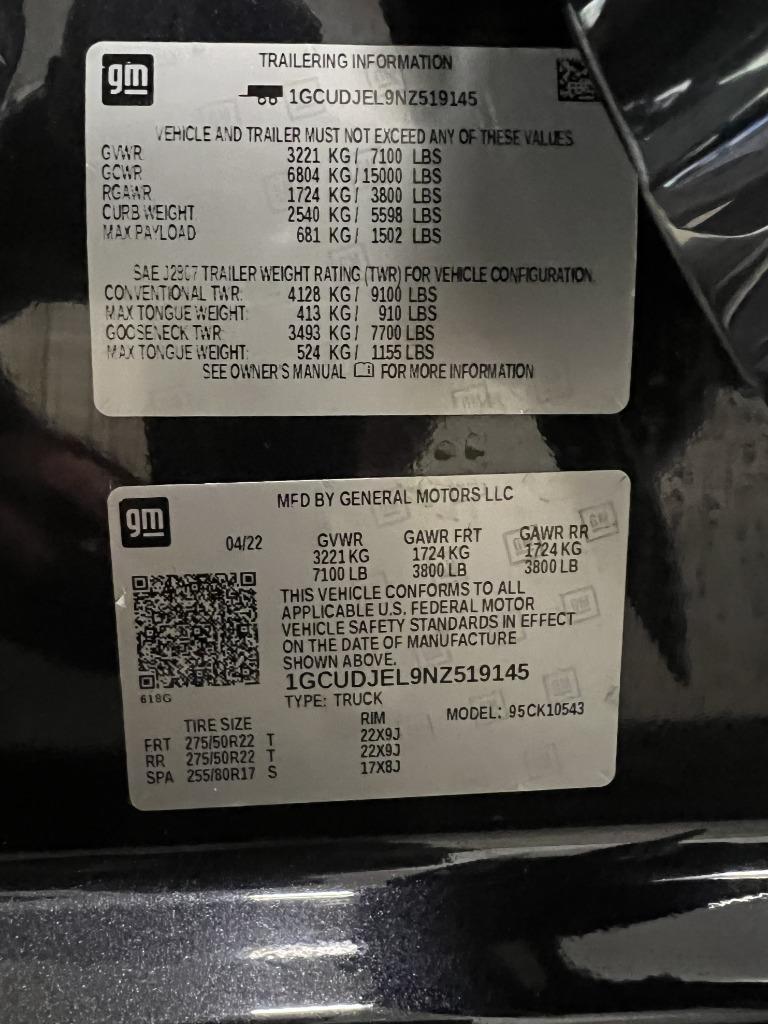 gm
TRAILERING INFORMATION
1GCUDJEL9NZ519145
VEHICLE AND TRAILER MUST NOT EXCEED ANY OF THESE VALUES
GVWR 3221 KG/ 7100 LBS
GCWR 6804 KG/15000 LBS
RGAWR 1724 KG/ 3800 LBS
CURB WEIGHT 2540 KG/ 5598 LBS
MAX PAYLOAD 681 KG/ 1502 LBS
SAE J2807 TRAILER WEIGHT RATING (TWR) FOR VEHICLE CONFIGURATION
CONVENTIONAL TWR: 4128 KG/ 9100 LBS
MAX TONGUE WEIGHT: 413 KG/ 910 LBS
GOOSENECK TWR: 3493 KG/ 7700 LBS
MAX TONGUE WEIGHT: 524 KG/ 1155 LBS
SEE OWNER'S MANUAL FOR MORE INFORMATION
gm
MFD BY GENERAL MOTORS LLC
04/22 GVWR GAWR FRT GAWR RR
3221 KG 1724 KG 1724 KG
7100 LB 3800 LB 3800 LB
THIS VEHICLE CONFORMS TO ALL
APPLICABLE U.S. FEDERAL MOTOR
VEHICLE SAFETY STANDARDS IN EFFECT
ON THE DATE OF MANUFACTURE
SHOWN ABOVE.
1GCUDJEL9NZ519145
618G
TYPE: TRUCK
MODEL: 95CK10543
TIRE SIZE RIM
FRT 275/50R22 T 22X9J
RR 275/50R22 T 22X9J
SPA 255/80R17 S 17X8J